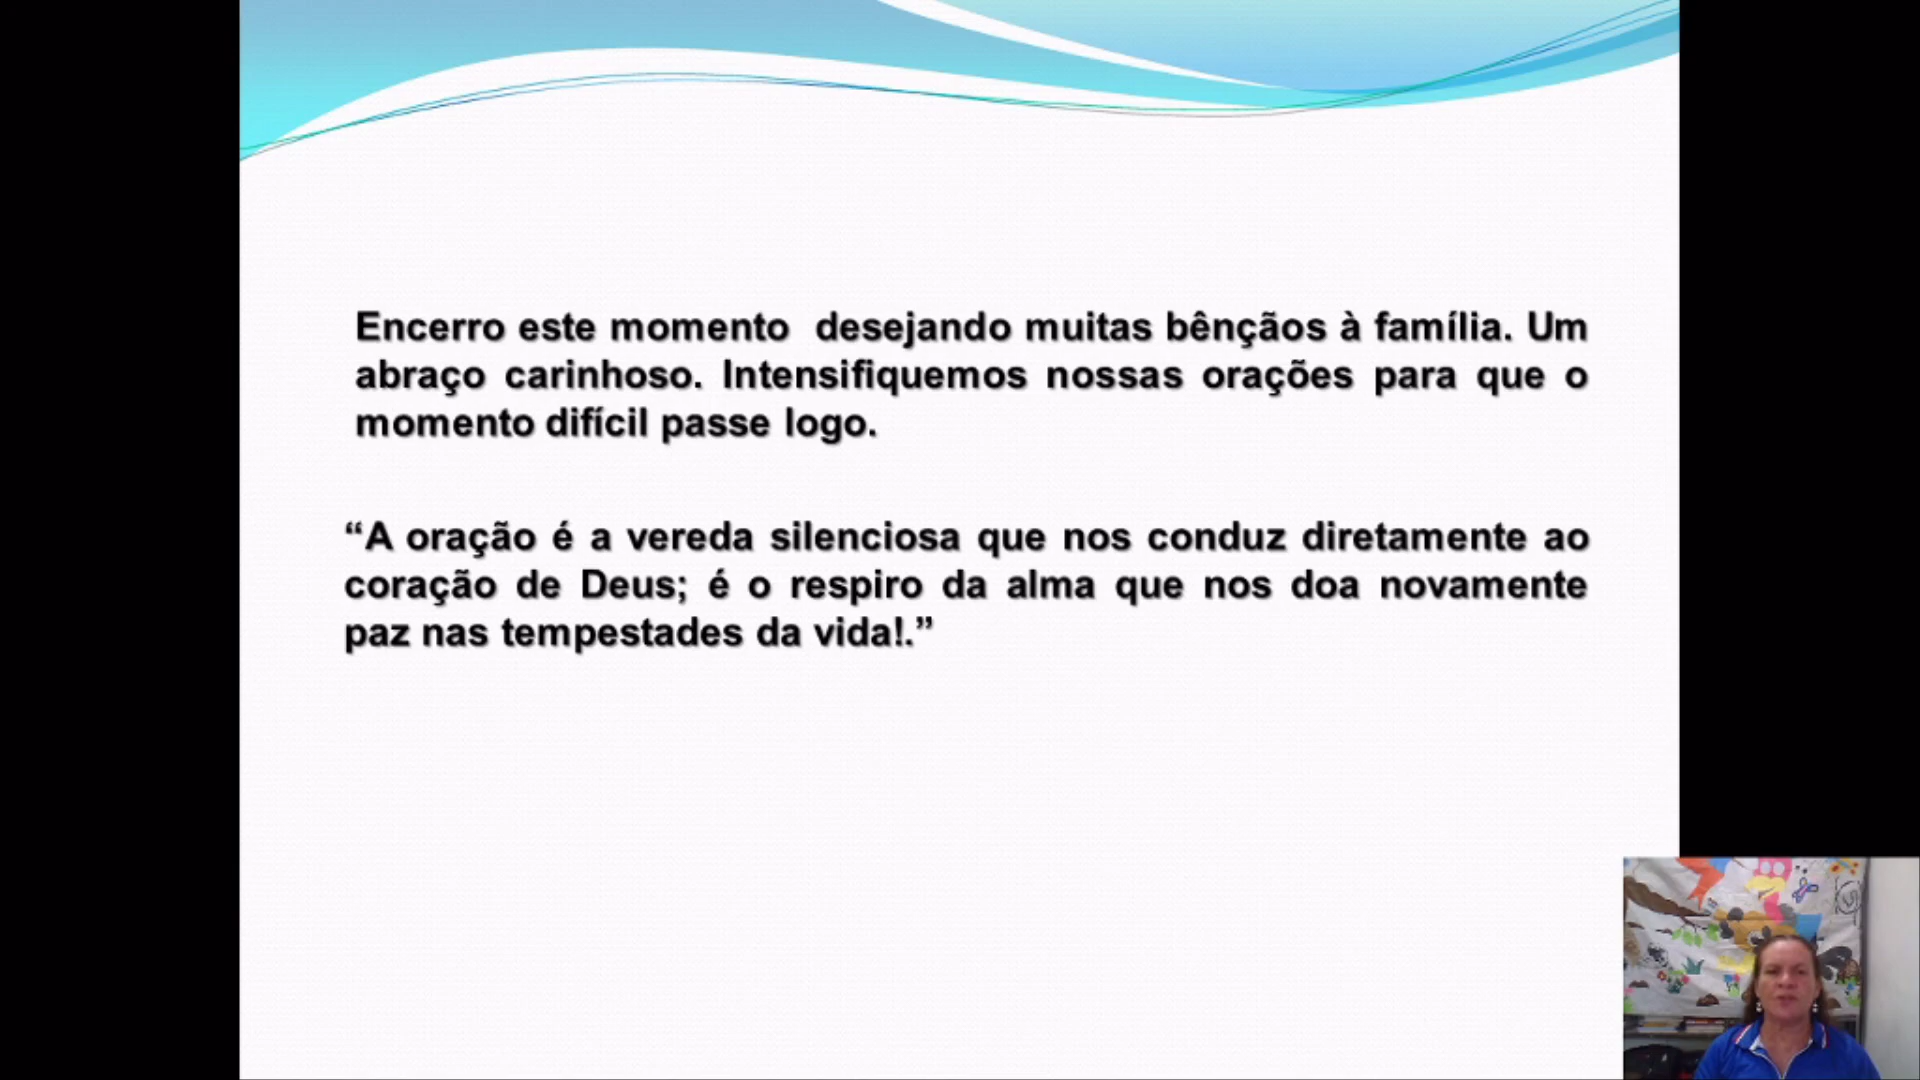 Encerro este momento  desejando muitas bênçãos à família. Um
abraço carinhoso. Intensifiquemos nossas orações para que o
momento difícil passe logo.
“A oração é a vereda silenciosa que nos conduz diretamente ao
coração de Deus; é o respiro da alma que nos doa novamente
paz nas tempestades da vida!.”